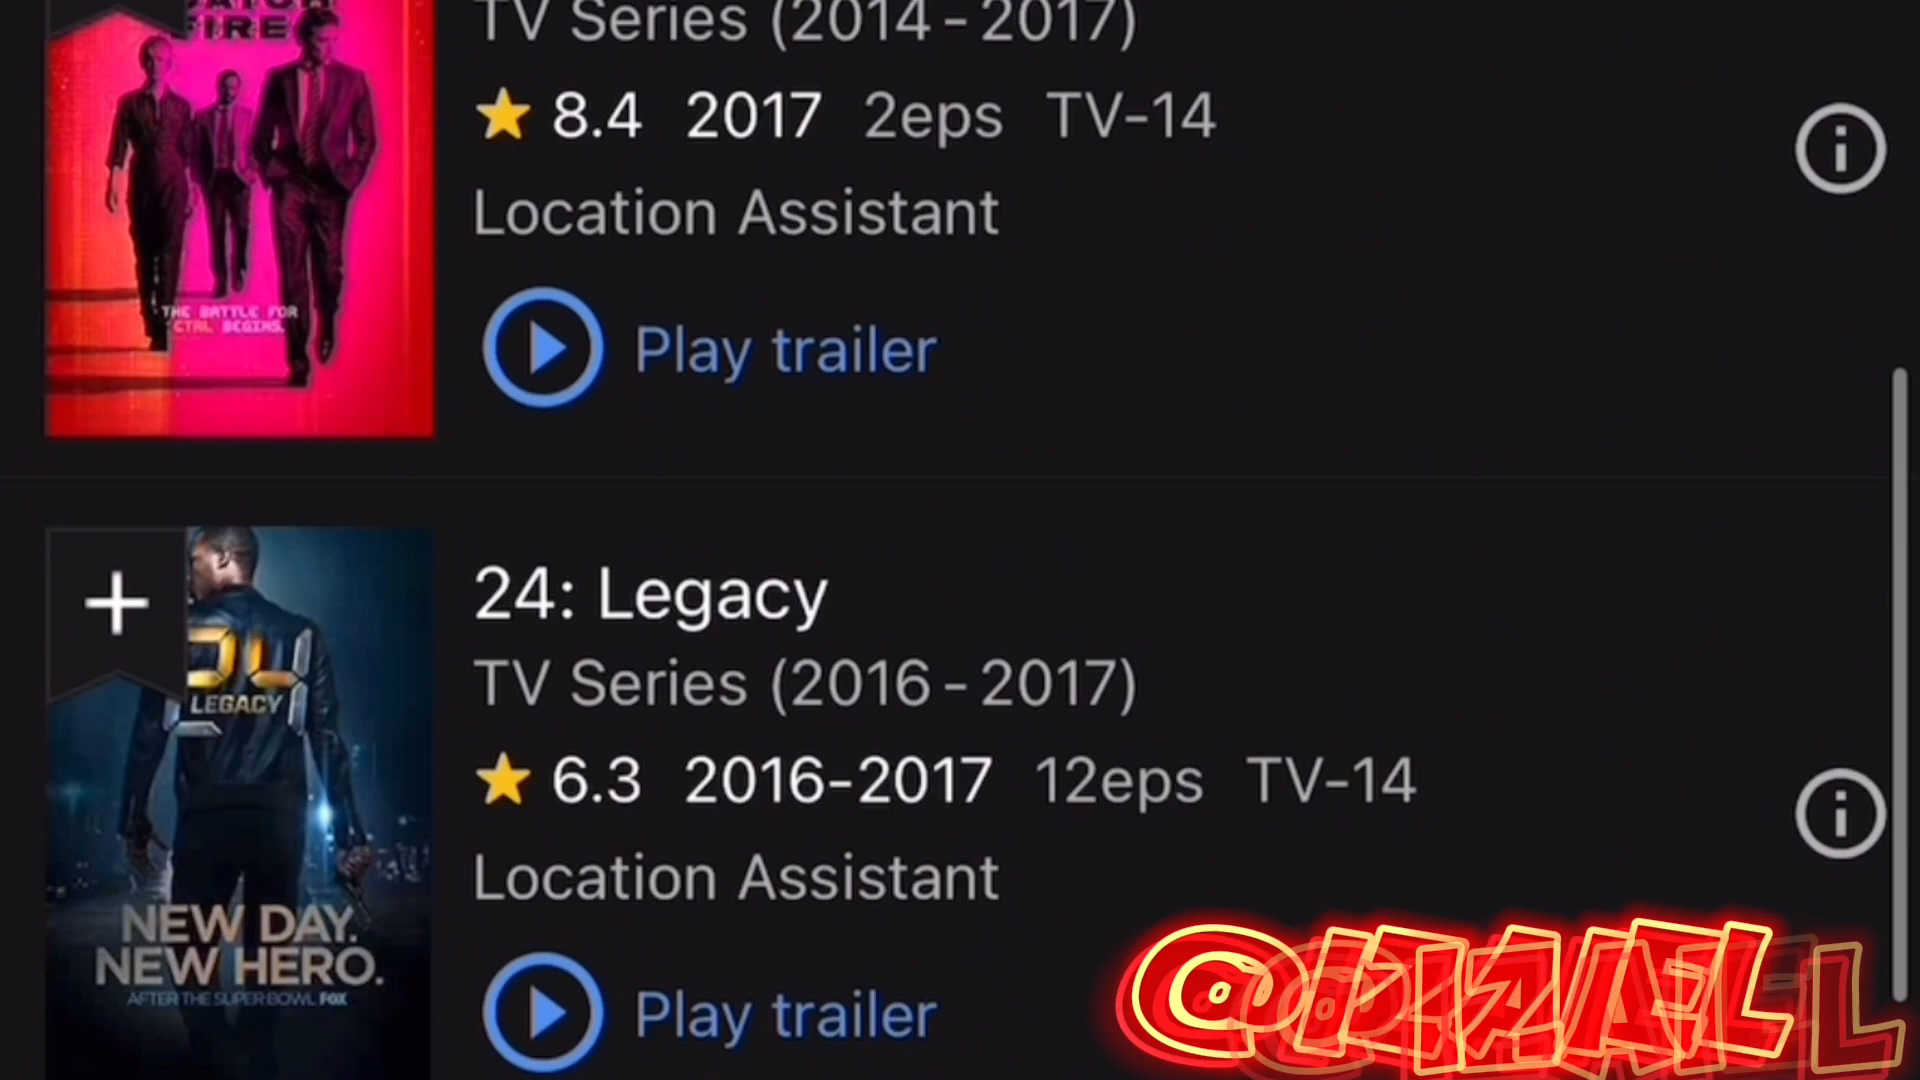 FIRE
TV Series (2014-2017)
8.4 2017 2eps TV-14
Location Assistant
THE BATTLE FOR
CTRL BEGINS.
Play trailer
24: Legacy
TV Series (2016-2017)
24
LEGACY
6.3 2016-2017 12eps TV-14
Location Assistant
NEW DAY.
NEW HERO.
AFTER THE SUPER BOWL FOX
Play trailer